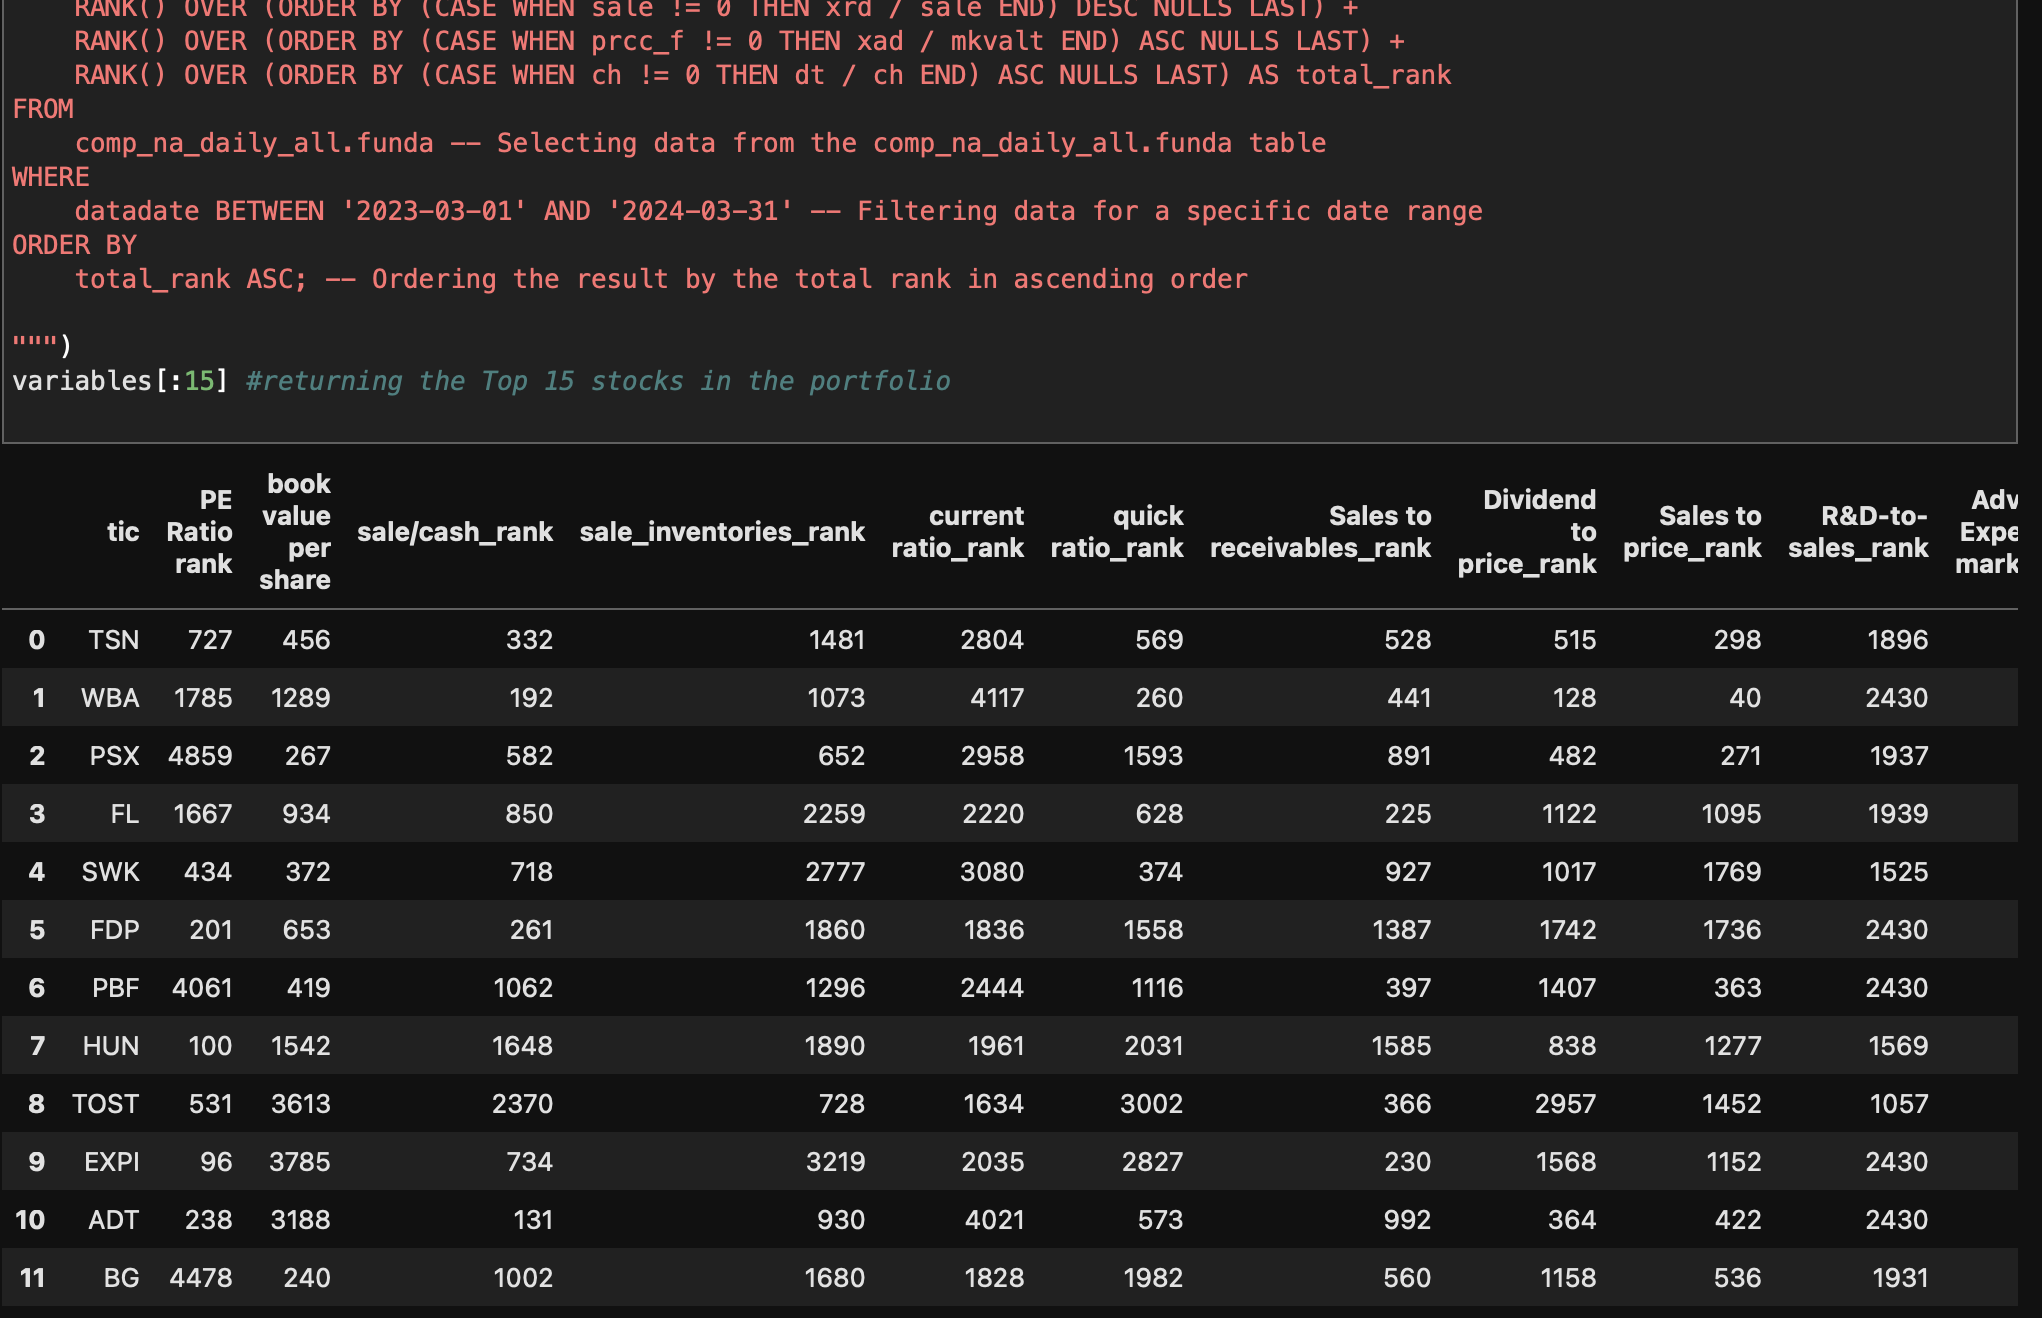 RANK() OVER (ORDER BY (CASE WHEN sale != 0 THEN xrd / sale END) DESC NULLS LAST) +
RANK() OVER (ORDER BY (CASE WHEN prcc_f != 0 THEN xad / mkvalt END) ASC NULLS LAST) +
RANK() OVER (ORDER BY (CASE WHEN ch != 0 THEN dt / ch END) ASC NULLS LAST) AS total_rank
FROM
comp_na_daily_all.funda -- Selecting data from the comp_na_daily_all.funda table
WHERE
datadate BETWEEN '2023-03-01' AND '2024-03-31' -- Filtering data for a specific date range
ORDER BY
total_rank ASC; -- Ordering the result by the total rank in ascending order
""")
variables[:15] #returning the Top 15 stocks in the portfolio
tic PE Ratio rank book value per share sale/cash_rank sale_inventories_rank current ratio_rank quick ratio_rank Sales to receivables_rank Dividend to price_rank Sales to price_rank R&D-to-sales_rank Adv Expe mark
0 TSN 727 456 332 1481 2804 569 528 515 298 1896
1 WBA 1785 1289 192 1073 4117 260 441 128 40 2430
2 PSX 4859 267 582 652 2958 1593 891 482 271 1937
3 FL 1667 934 850 2259 2220 628 225 1122 1095 1939
4 SWK 434 372 718 2777 3080 374 927 1017 1769 1525
5 FDP 201 653 261 1860 1836 1558 1387 1742 1736 2430
6 PBF 4061 419 1062 1296 2444 1116 397 1407 363 2430
7 HUN 100 1542 1648 1890 1961 2031 1585 838 1277 1569
8 TOST 531 3613 2370 728 1634 3002 366 2957 1452 1057
9 EXPI 96 3785 734 3219 2035 2827 230 1568 1152 2430
10 ADT 238 3188 131 930 4021 573 992 364 422 2430
11 BG 4478 240 1002 1680 1828 1982 560 1158 536 1931